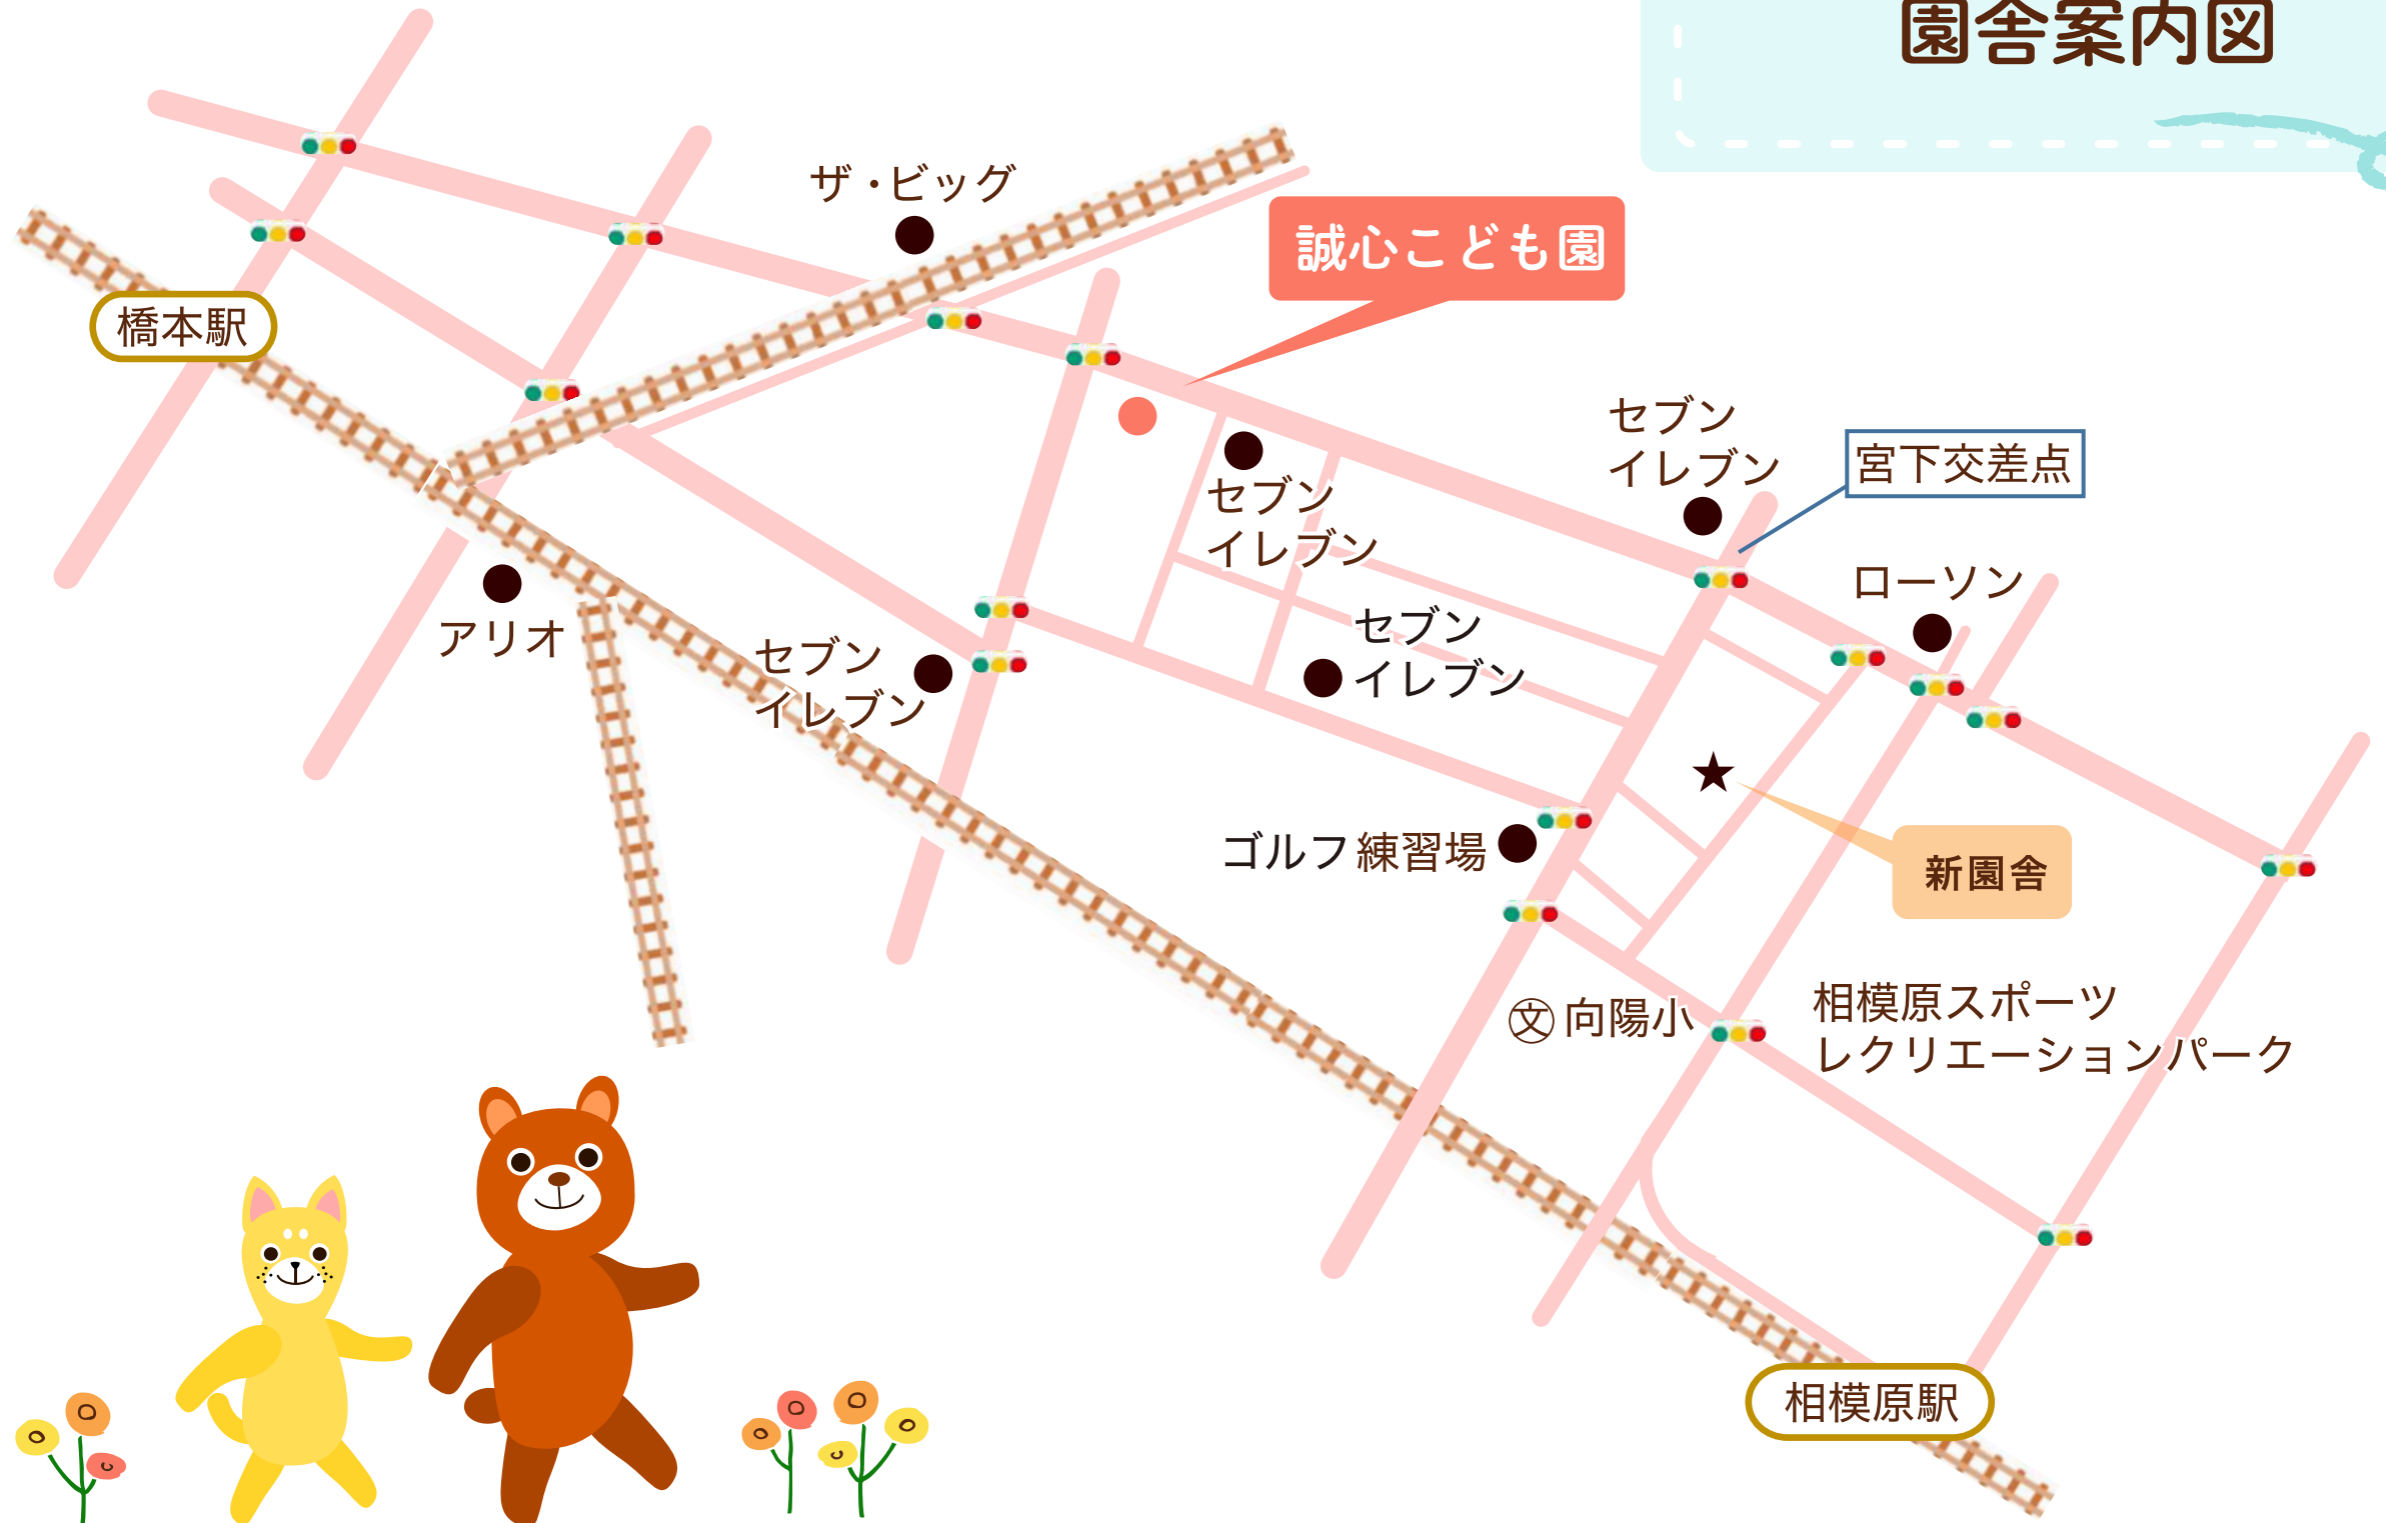 園舎案内図
ザ・ビッグ
誠心こども園
橋本駅
セブン
イレブン
宮下交差点
セブン
イレブン
ローソン
アリオ
セブン
イレブン
セブン
イレブン
ゴルフ練習場
新園舎
文向陽小
相模原スポーツ
レクリエーションパーク
相模原駅